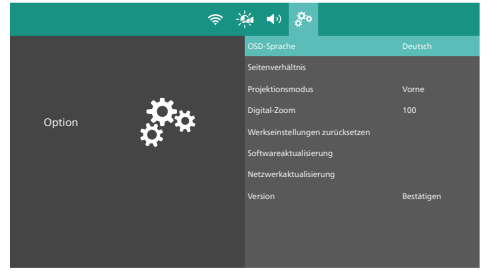 Option
OSD-Sprache Deutsch
Seitenverhältnis
Projektionsmodus Vorne
Digital-Zoom 100
Werkseinstellungen zurücksetzen
Softwareaktualisierung
Netzwerkaktualisierung
Version Bestätigen